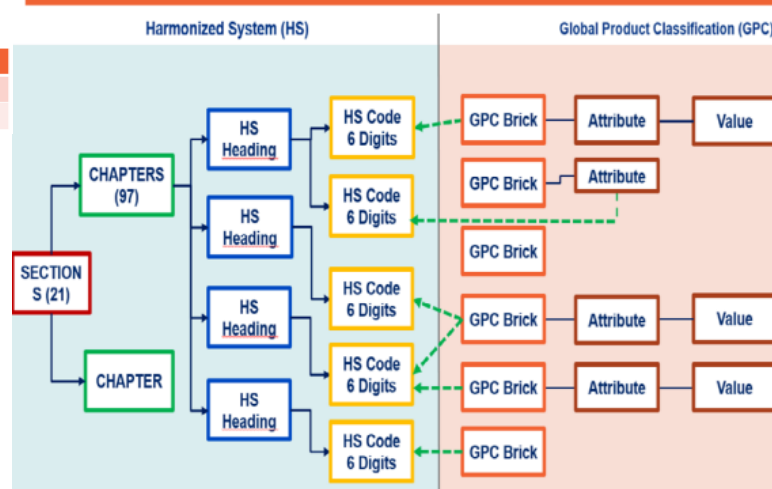 Harmonized System (HS)
Global Product Classification (GPC)
HS
Heading
HS Code
6 Digits
GPC Brick
Attribute
Value
CHAPTERS
(97)
HS Code
6 Digits
GPC Brick
Attribute
HS
Heading
GPC Brick
SECTION
S (21)
HS Code
6 Digits
HS
Heading
GPC Brick
Attribute
Value
CHAPTER
HS Code
6 Digits
GPC Brick
Attribute
Value
HS
Heading
HS Code
6 Digits
GPC Brick